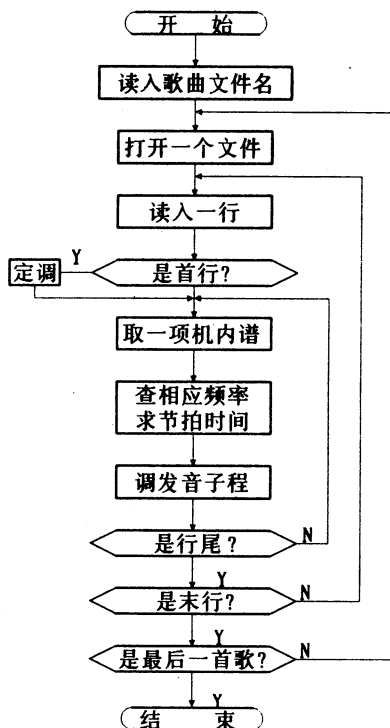 开 始
读入歌曲文件名
打开一个文件
读入一行
Y
定调
是首行?
取一项机内谱
查相应频率
求节拍时间
调发音子程
是行尾?
N
Y
是末行?
N
Y
是最后一首歌?
N
Y
结 束